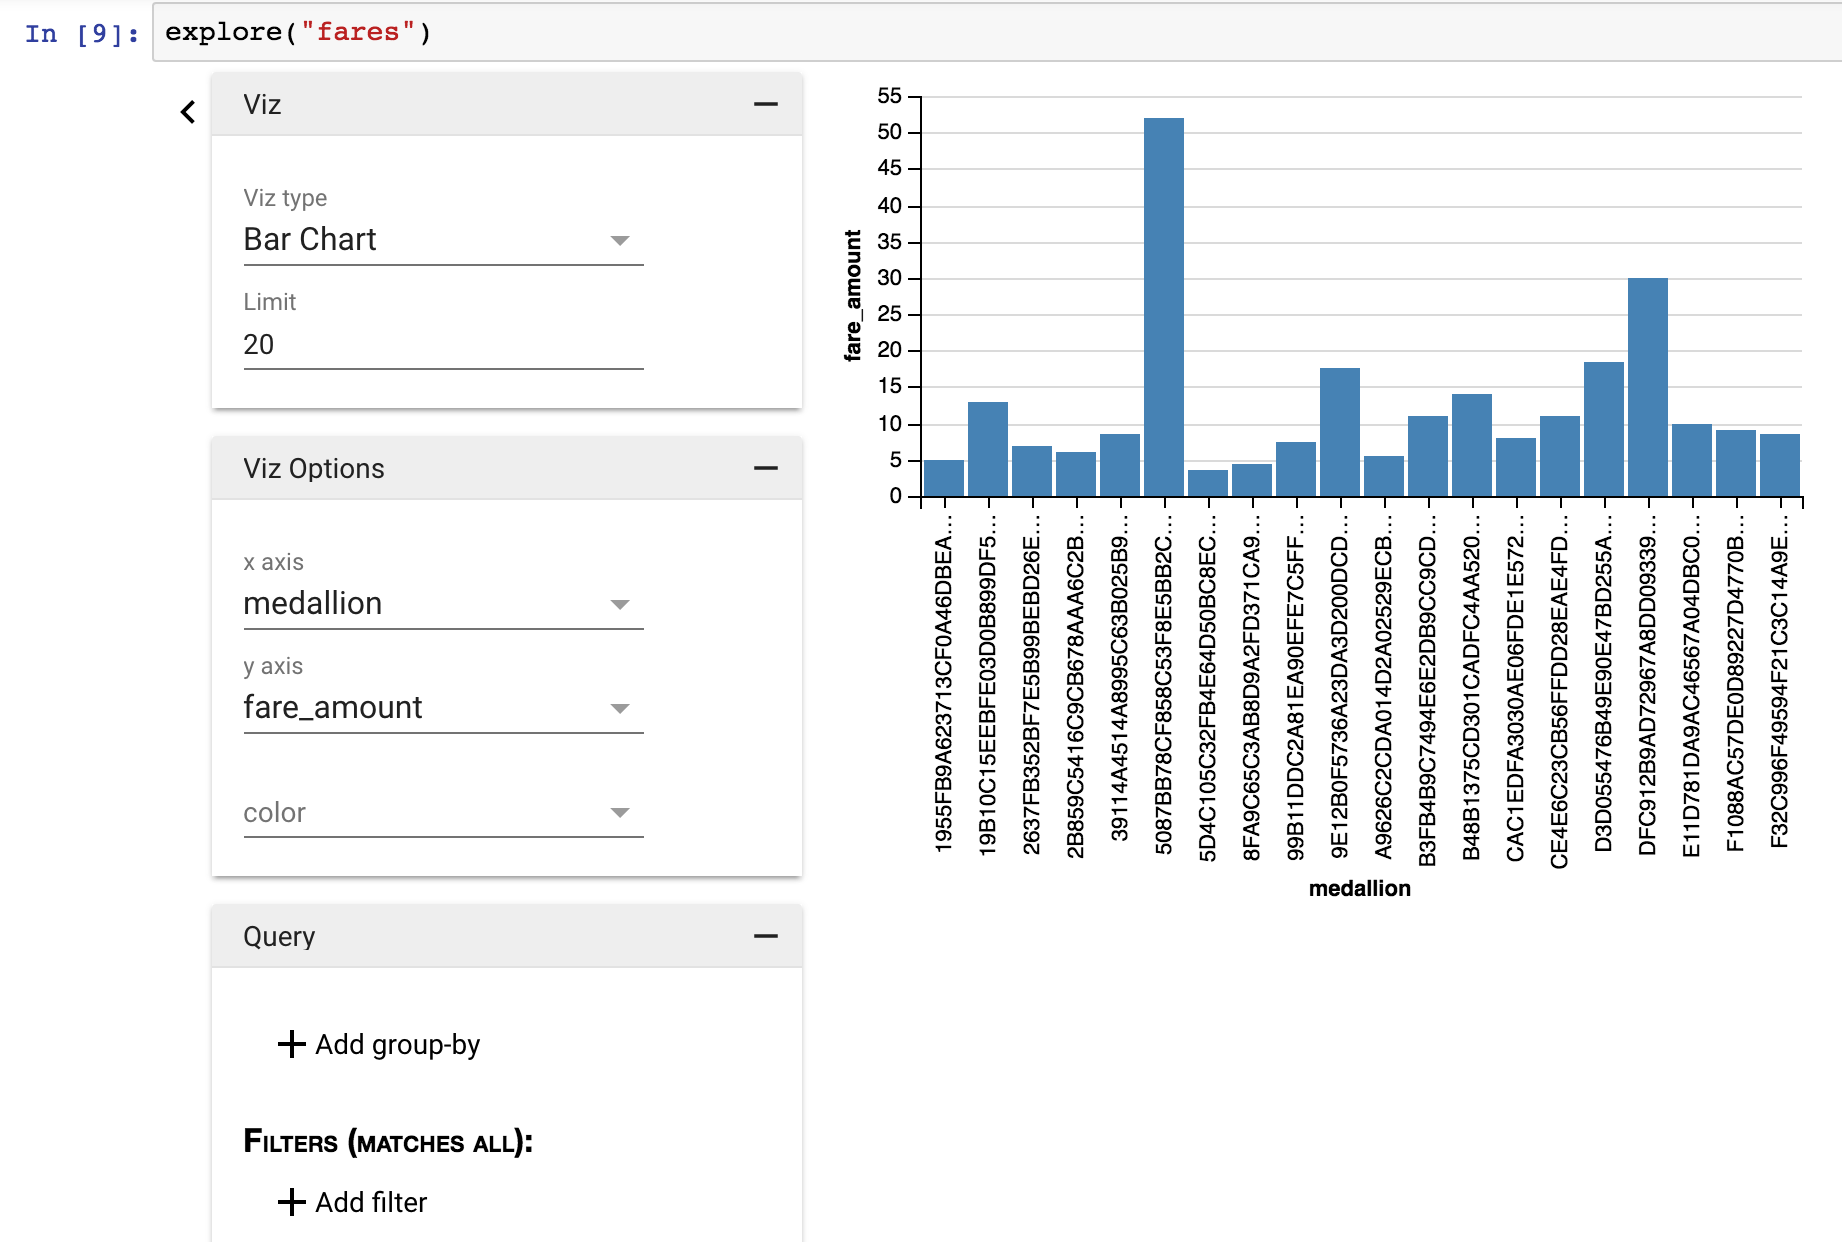 In [9]: explore("fares")
Viz
Viz type
Bar Chart
Limit
20
Viz Options
x axis
medallion
y axis
fare_amount
color
Query
Add group-by
FILTERS (MATCHES ALL):
Add filter
55
50
45
40
35
30
25
20
15
10
5
0
fare_amount
1955FB9A623713CF0A46DBEA...
19B10C15EEBFE03D0B899DF5...
2637FB352BF7E5B99BEBD26E...
2B859C5416C9CB678AAA6C2B...
39114A4514A8995C63B025B9...
5087BB78CF858C53F8E5BB2C...
5D4C105C32FB4E64D50BC8EC...
8FA9C65C3AB8D9A2FD371CA9...
99B11DDC2A81EA90EFE7C5FF...
9E12B0F5736A23DA3D200DCD...
A9626C2CDA014D2A02529ECB...
B3FB4B9C7494E6E2DB9CC9CD...
B48B1375CD301CADFC4AA520...
CAC1EDFA3030AE06FDE1E572...
CE4E6C23CB56FFDD28EAE4FD...
D3D055476B49E90E47BD255A...
DFC912B9AD72967A8DD09339...
E11D781DA9AC46567A04DBC0...
F1088AC57DE0D89227D4770B...
F32C996F49594F21C3C14A9E...
medallion